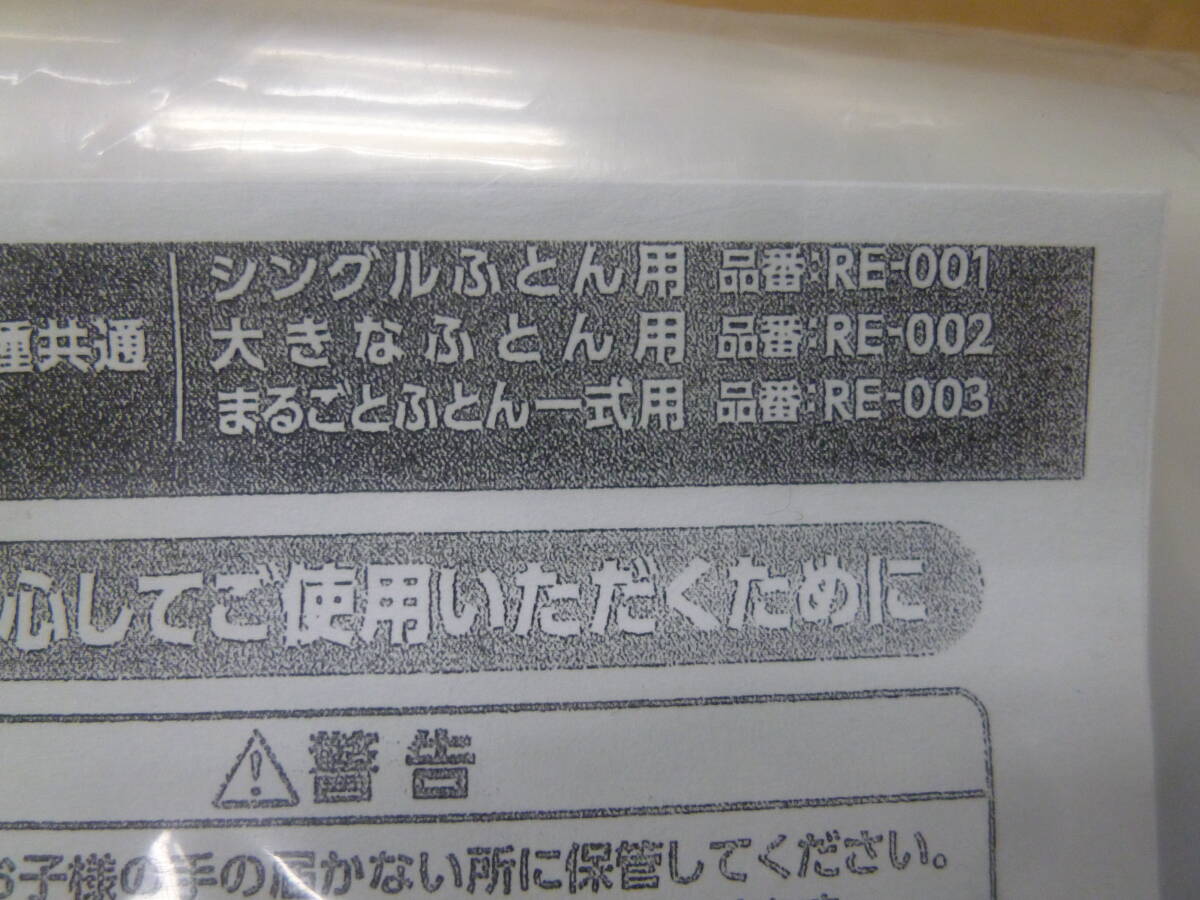 シングルふとん用 品番:RE-001
種共通
大きなふとん用 品番:RE-002
まるごとふとん一式用 品番:RE-003
心してご使用いただくために
警告
お子様の手の届かない所に保管してください。